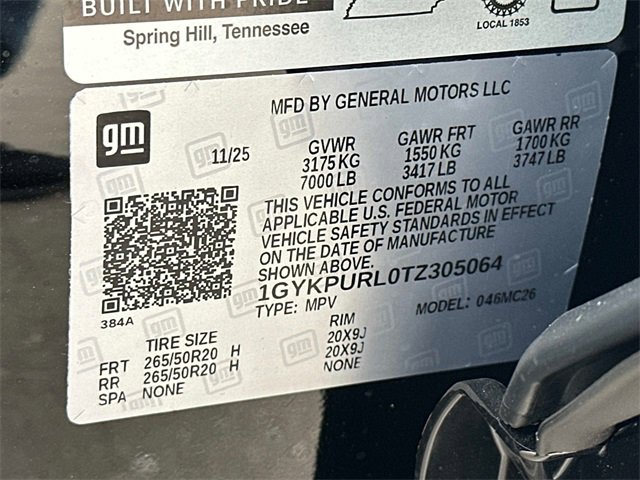 BUILT WITH PRIDE
Spring Hill, Tennessee
LOCAL 1853
MFD BY GENERAL MOTORS LLC
gm
11/25
GVWR
3175 KG
7000 LB
GAWR FRT
1550 KG
3417 LB
GAWR RR
1700 KG
3747 LB
THIS VEHICLE CONFORMS TO ALL
APPLICABLE U.S. FEDERAL MOTOR
VEHICLE SAFETY STANDARDS IN EFFECT
ON THE DATE OF MANUFACTURE
SHOWN ABOVE.
1GYKPURL0TZ305064
TYPE: MPV MODEL: 046MC26
384A
TIRE SIZE RIM
FRT 265/50R20 H 20X9J
RR 265/50R20 H 20X9J
SPA NONE NONE